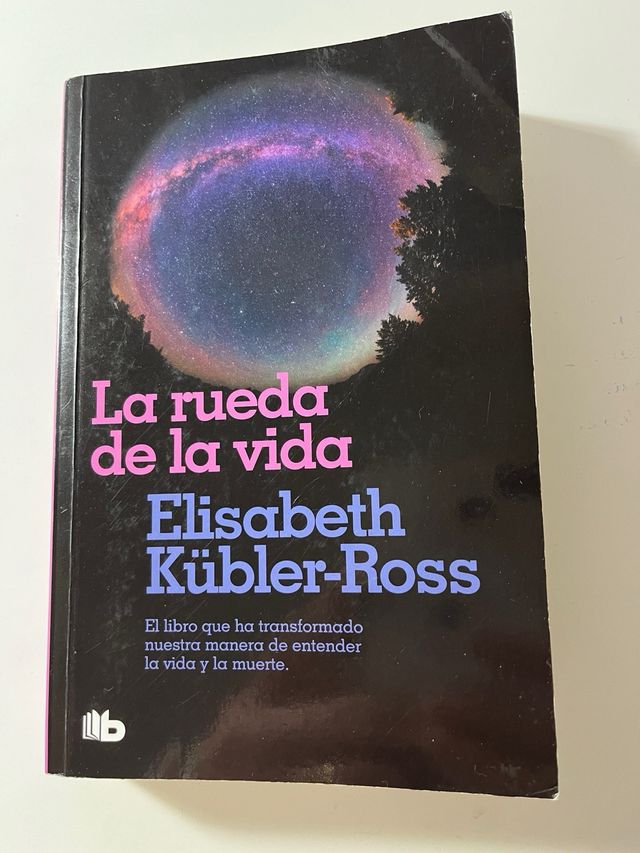 La rueda
de la vida
Elisabeth
Kübler-Ross
El libro que ha transformado
nuestra manera de entender
la vida y la muerte.
b